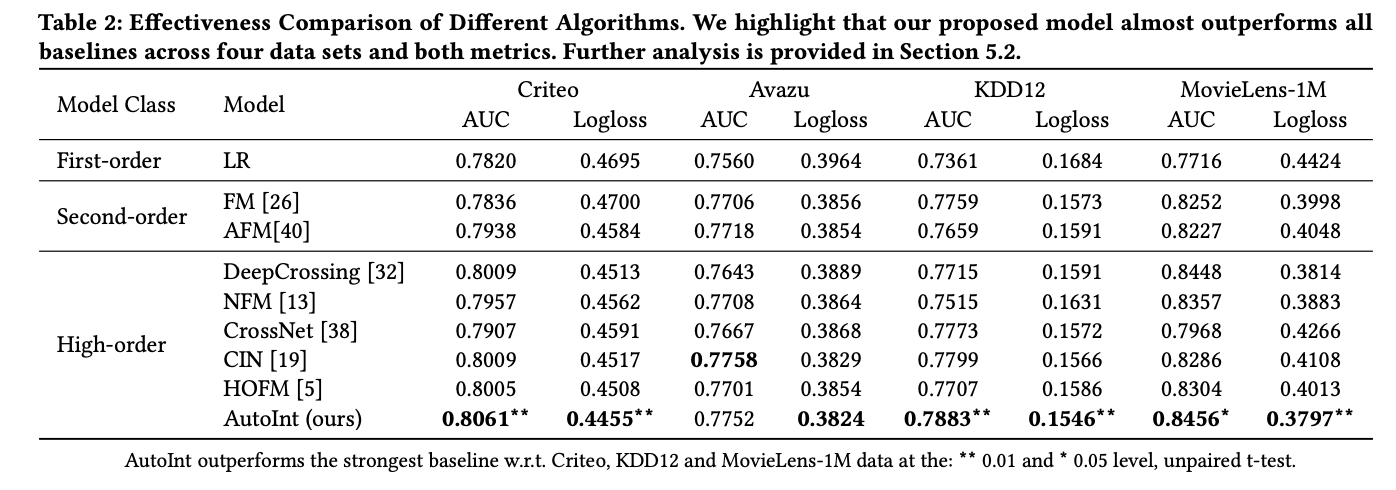 Table 2: Effectiveness Comparison of Different Algorithms. We highlight that our proposed model almost outperforms all
baselines across four data sets and both metrics. Further analysis is provided in Section 5.2.
Model Class Model Criteo Avazu KDD12 MovieLens-1M
AUC Logloss AUC Logloss AUC Logloss AUC Logloss
First-order LR 0.7820 0.4695 0.7560 0.3964 0.7361 0.1684 0.7716 0.4424
Second-order FM [26] 0.7836 0.4700 0.7706 0.3856 0.7759 0.1573 0.8252 0.3998
AFM[40] 0.7938 0.4584 0.7718 0.3854 0.7659 0.1591 0.8227 0.4048
High-order DeepCrossing [32] 0.8009 0.4513 0.7643 0.3889 0.7715 0.1591 0.8448 0.3814
NFM [13] 0.7957 0.4562 0.7708 0.3864 0.7515 0.1631 0.8357 0.3883
CrossNet [38] 0.7907 0.4591 0.7667 0.3868 0.7773 0.1572 0.7968 0.4266
CIN [19] 0.8009 0.4517 0.7758 0.3829 0.7799 0.1566 0.8286 0.4108
HOFM [5] 0.8005 0.4508 0.7701 0.3854 0.7707 0.1586 0.8304 0.4013
AutoInt (ours) 0.8061** 0.4455** 0.7752 0.3824 0.7883** 0.1546** 0.8456* 0.3797**
AutoInt outperforms the strongest baseline w.r.t. Criteo, KDD12 and MovieLens-1M data at the: ** 0.01 and * 0.05 level, unpaired t-test.